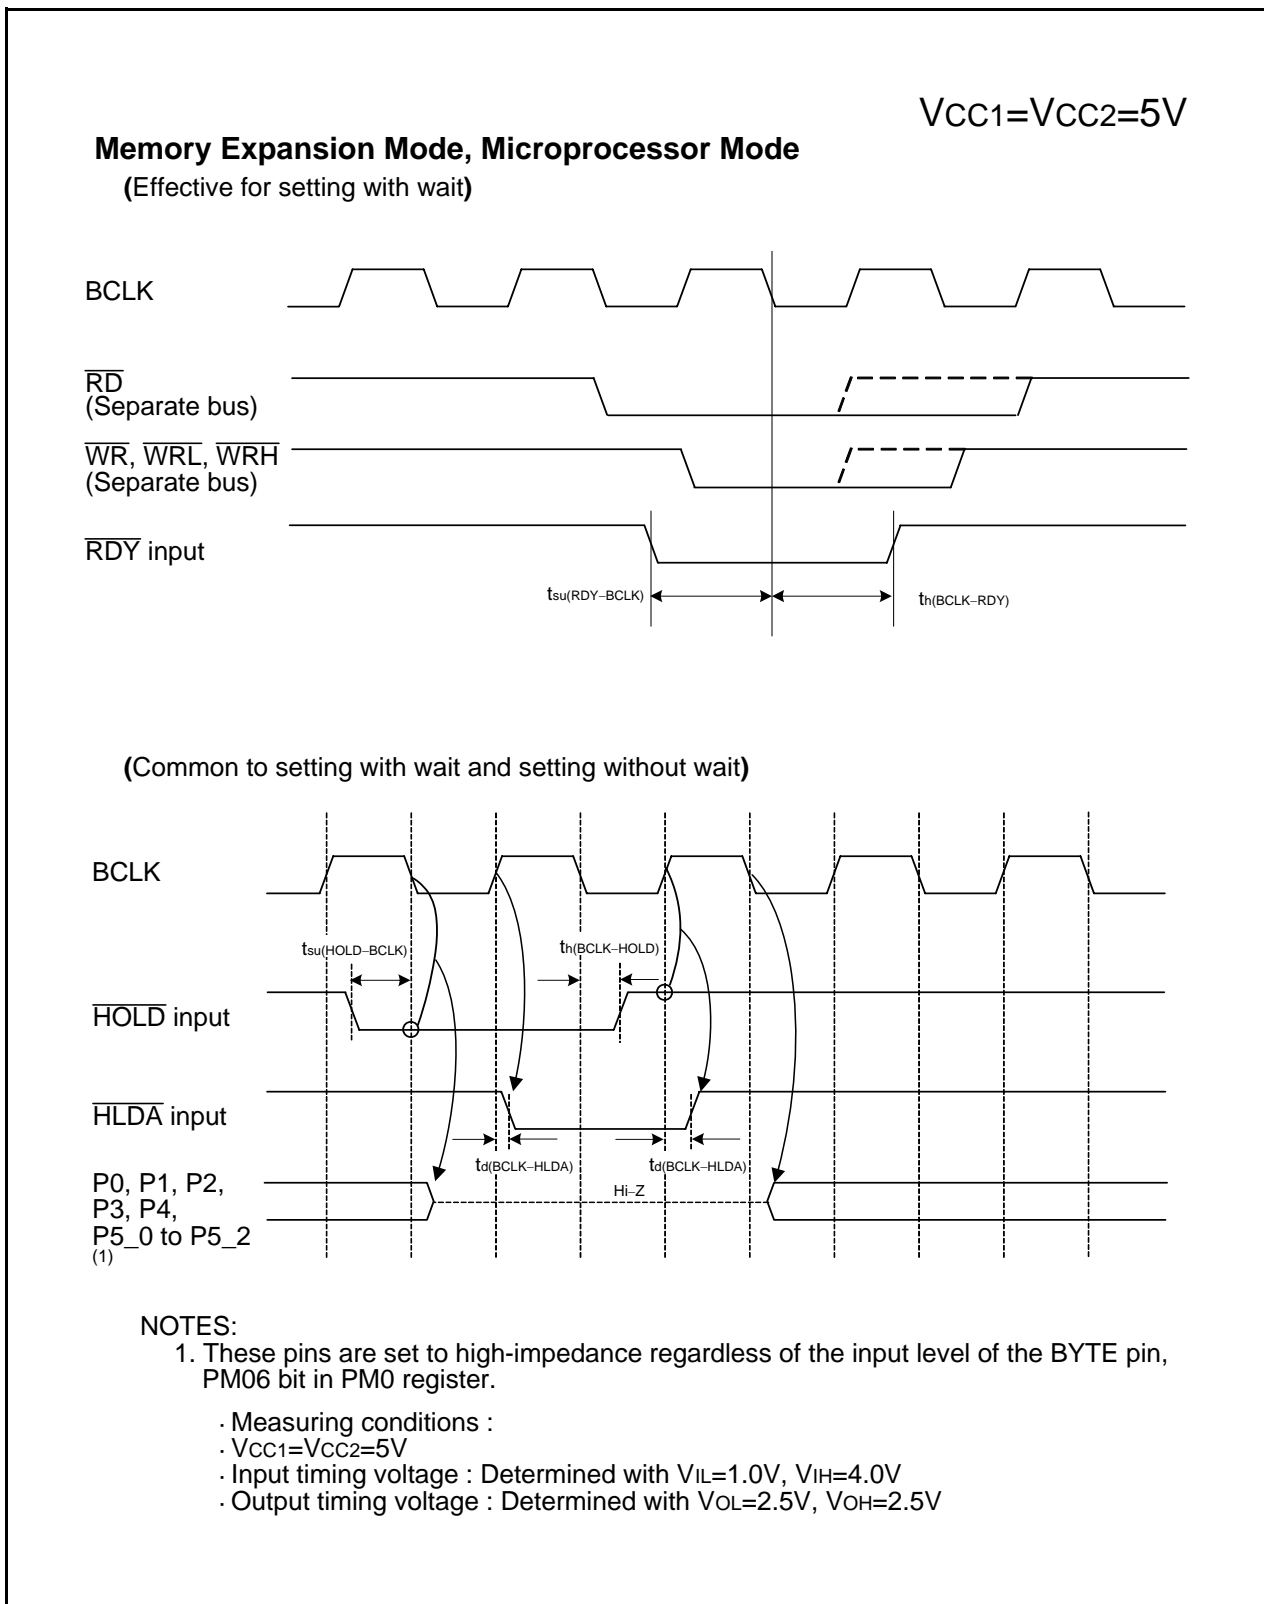 VCC1=VCC2=5V
Memory Expansion Mode, Microprocessor Mode
(Effective for setting with wait)
BCLK
RD
(Separate bus)
WR, WRL, WRH
(Separate bus)
RDY input
tsu(RDY−BCLK)
th(BCLK−RDY)
(Common to setting with wait and setting without wait)
BCLK
tsu(HOLD−BCLK)
th(BCLK−HOLD)
HOLD input
HLDA input
td(BCLK−HLDA)
td(BCLK−HLDA)
P0, P1, P2,
P3, P4,
P5_0 to P5_2
(1)
Hi−Z
NOTES:
1. These pins are set to high-impedance regardless of the input level of the BYTE pin,
PM06 bit in PM0 register.
· Measuring conditions :
· VCC1=VCC2=5V
· Input timing voltage : Determined with VIL=1.0V, VIH=4.0V
· Output timing voltage : Determined with VOL=2.5V, VOH=2.5V